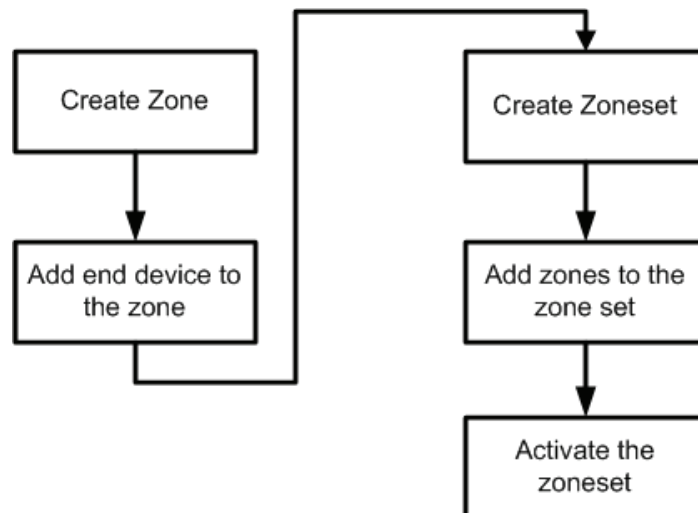 Create Zone
Add end device to
the zone
Create Zoneset
Add zones to the
zone set
Activate the
zoneset